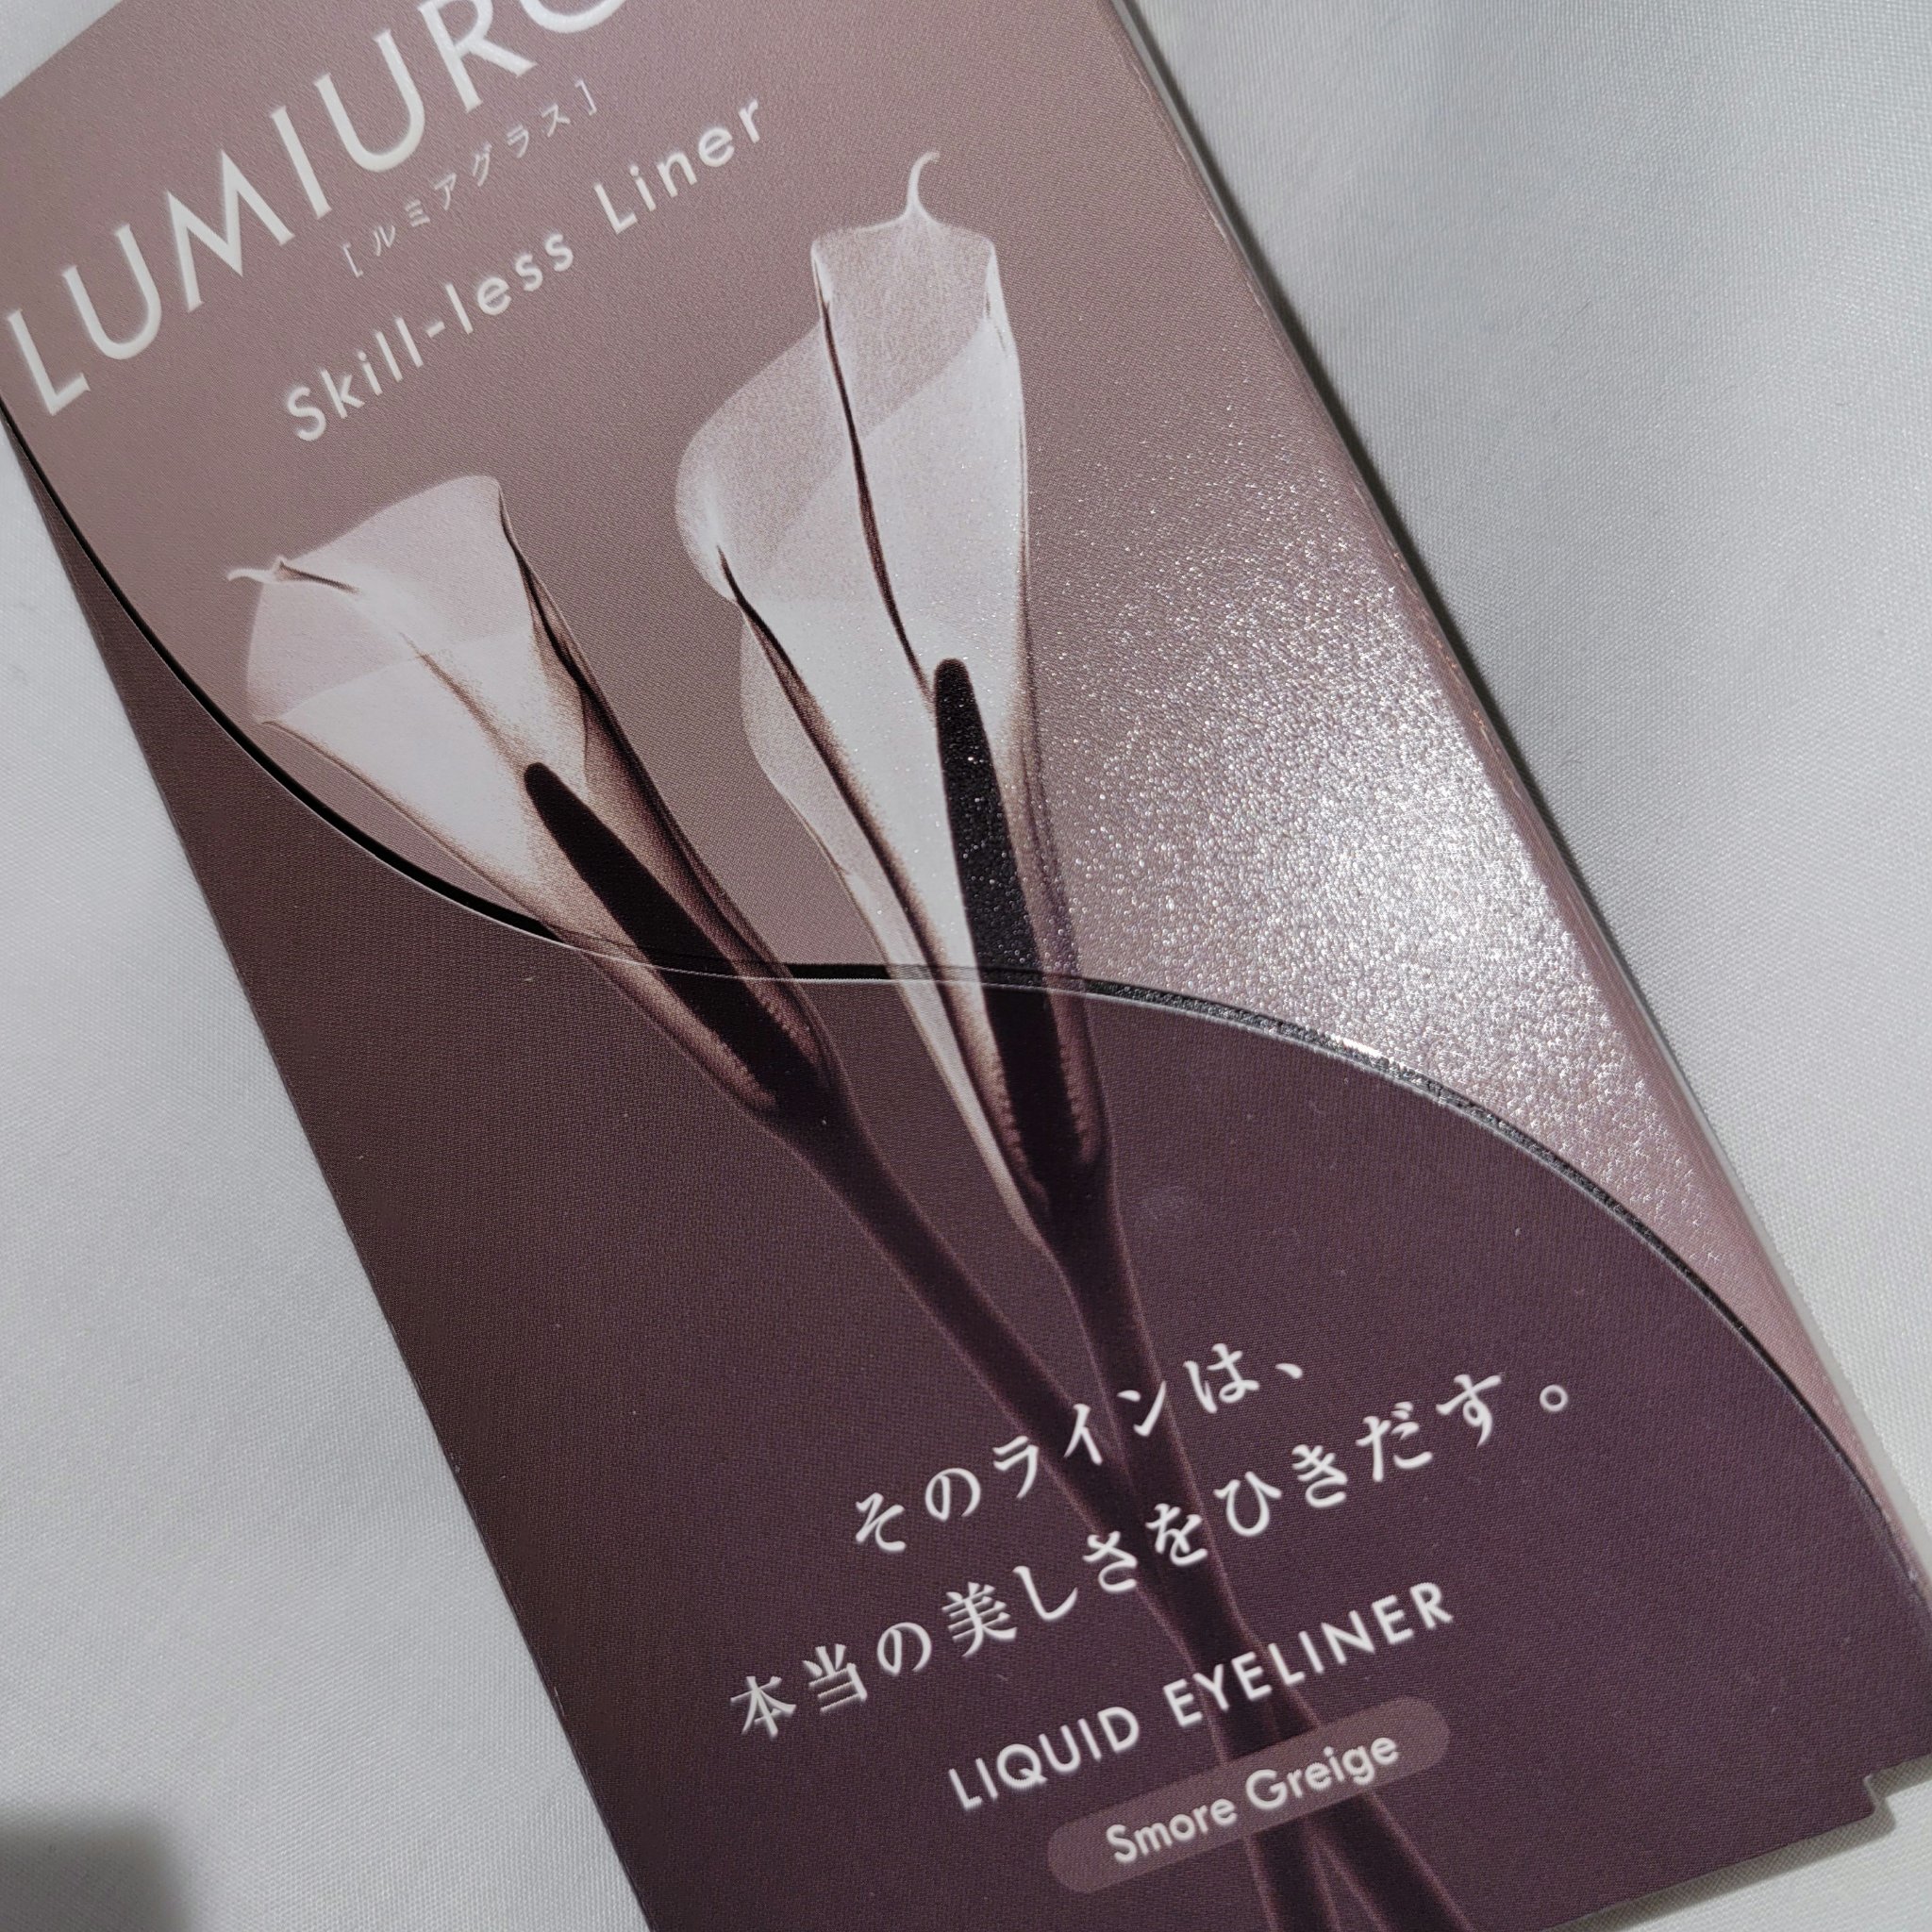 LUMIURG
[ルミアグラス]
Skill-less Liner
そのラインは、
本当の美しさをひきだす。
LIQUID EYELINER
Smore Greige